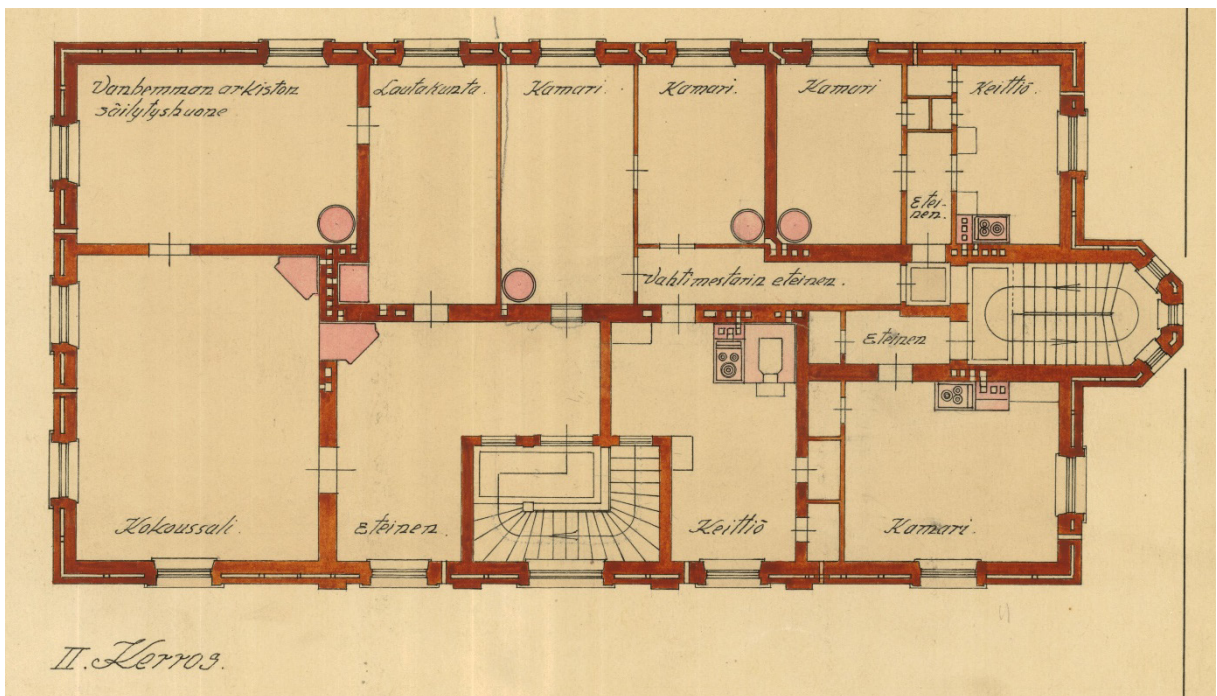 Vanhemman arkiston
säilytyshuone
Lautakunta.
Kamari.
Kamari.
Kamari
Keittiö
Etei-
nen.
Vahtimestarin eteinen.
Eteinen
Kokoussali.
Eteinen
Keittiö
Kamari.
II. Kerros.